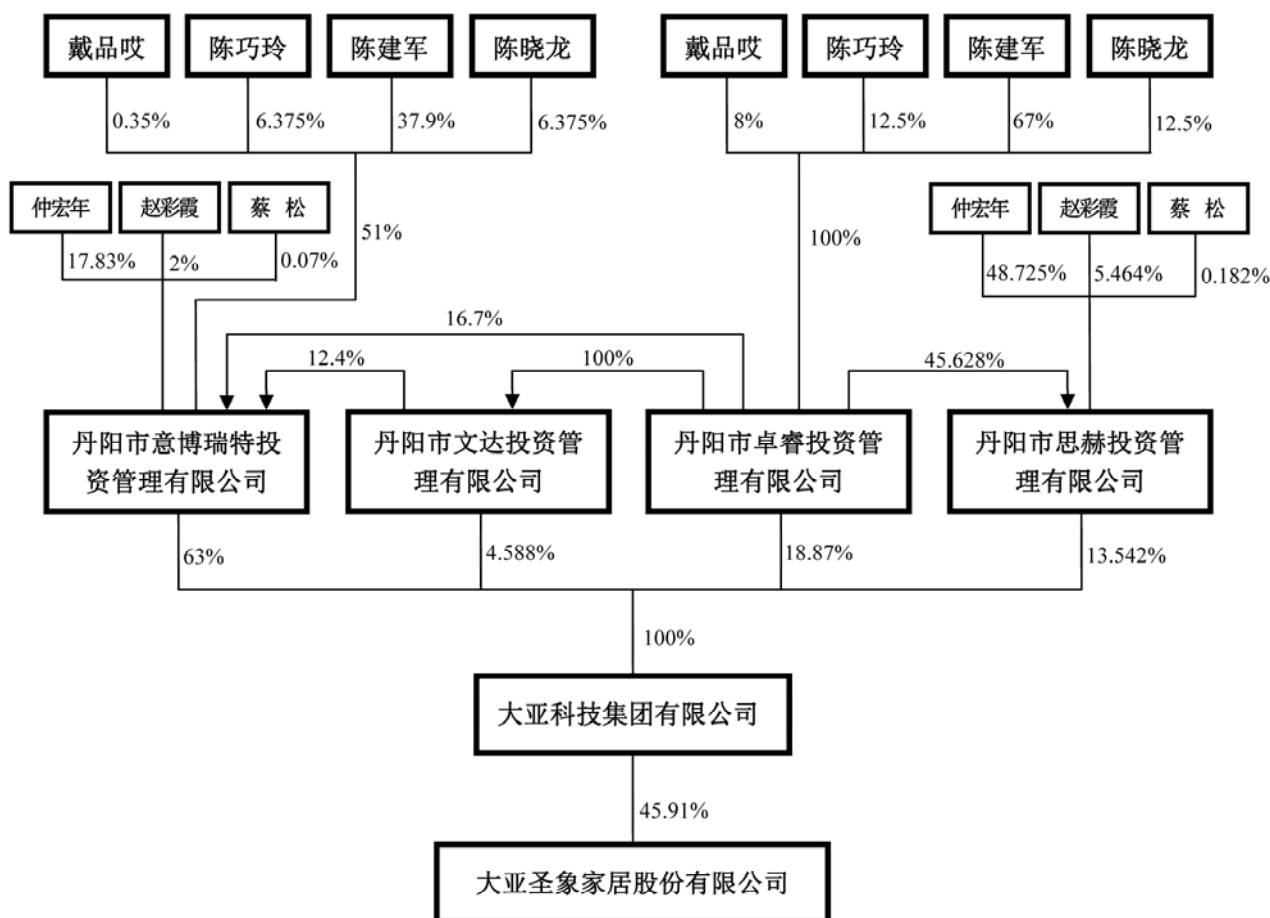 戴品哎 陈巧玲 陈建军 陈晓龙 戴品哎 陈巧玲 陈建军 陈晓龙
0.35% 6.375% 37.9% 6.375% 8% 12.5% 67% 12.5%
仲宏年 赵彩霞 蔡 松 仲宏年 赵彩霞 蔡 松
51% 100%
17.83% 2% 0.07% 48.725% 5.464% 0.182%
16.7%
12.4% 100% 45.628%
丹阳市意博瑞特投
资管理有限公司
丹阳市文达投资管
理有限公司
丹阳市卓睿投资管
理有限公司
丹阳市思赫投资管
理有限公司
63% 4.588% 18.87% 13.542%
100%
大亚科技集团有限公司
45.91%
大亚圣象家居股份有限公司